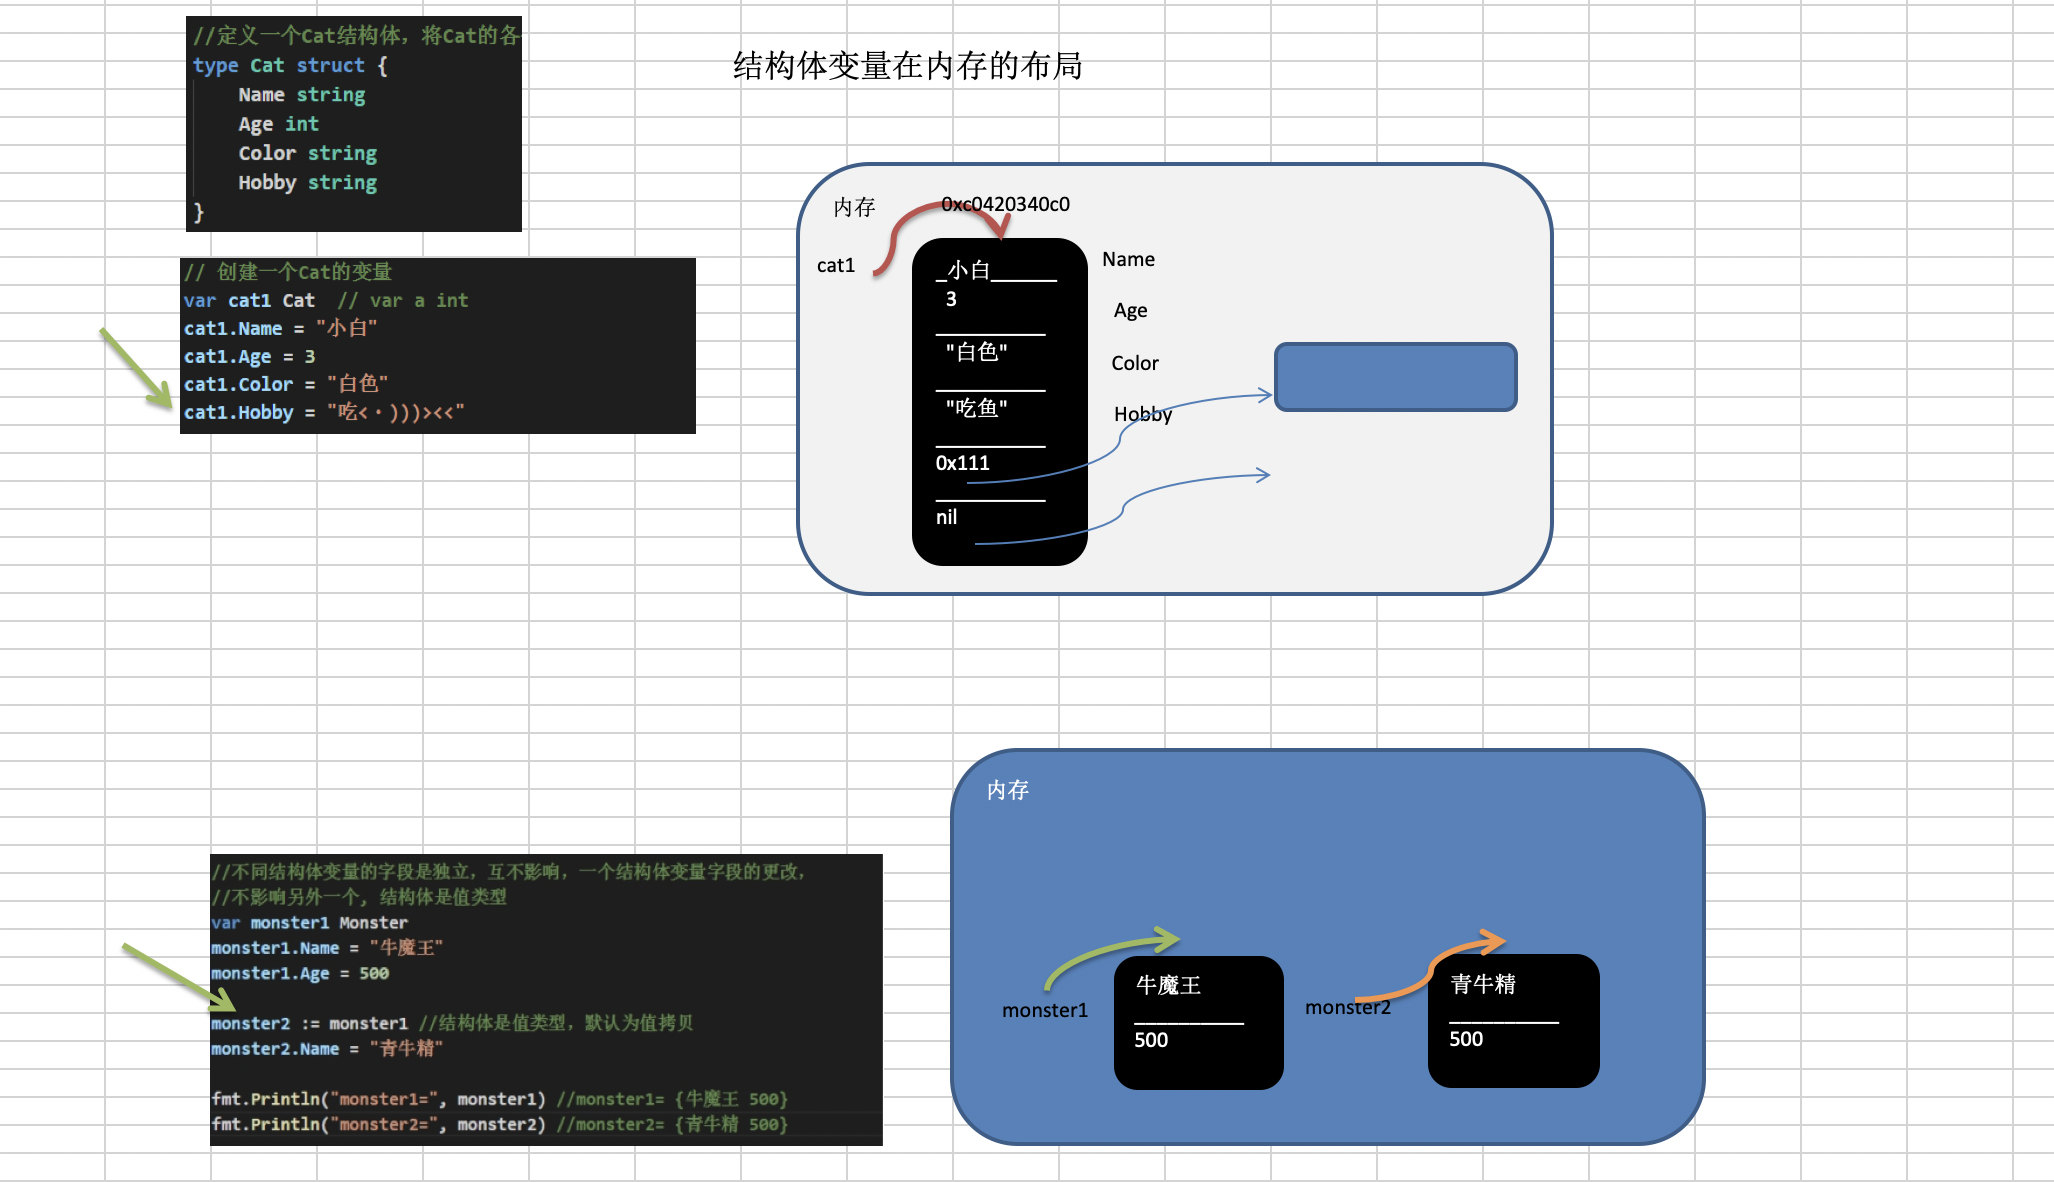 //定义一个Cat结构体，将Cat的各
type Cat struct {
Name string
Age int
Color string
Hobby string
}
结构体变量在内存的布局
// 创建一个Cat的变量
var cat1 Cat // var a int
cat1.Name = "小白"
cat1.Age = 3
cat1.Color = "白色"
cat1.Hobby = "吃<·)))><<"
内存
0xc0420340c0
cat1
_小白______
3
__________
"白色"
__________
"吃鱼"
__________
0x111
__________
nil
Name
Age
Color
Hobby
//不同结构体变量的字段是独立，互不影响，一个结构体变量字段的更改，
//不影响另外一个, 结构体是值类型
var monster1 Monster
monster1.Name = "牛魔王"
monster1.Age = 500
monster2 := monster1 //结构体是值类型，默认为值拷贝
monster2.Name = "青牛精"
fmt.Println("monster1=", monster1) //monster1= {牛魔王 500}
fmt.Println("monster2=", monster2) //monster2= {青牛精 500}
内存
monster1
牛魔王
__________
500
monster2
青牛精
__________
500